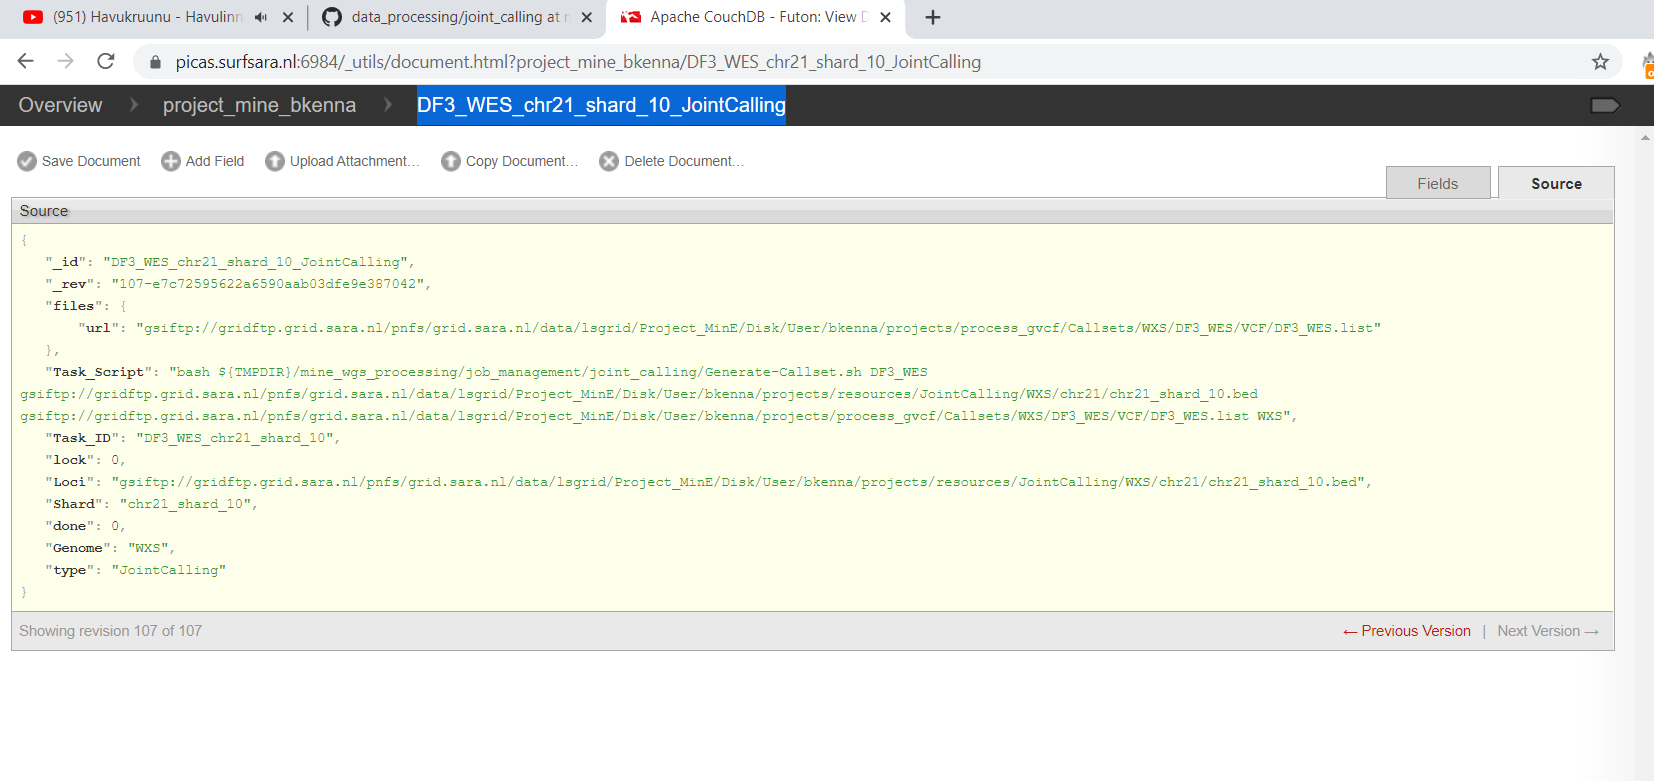 (951) Havukruunu - Havulinn
data_processing/joint_calling at
Apache CouchDB - Futon: View D
picas.surfsara.nl:6984/_utils/document.html?project_mine_bkenna/DF3_WES_chr21_shard_10_JointCalling
Overview project_mine_bkenna DF3_WES_chr21_shard_10_JointCalling
Save Document Add Field Upload Attachment… Copy Document… Delete Document…
Fields Source
Source
{
"_id": "DF3_WES_chr21_shard_10_JointCalling",
"_rev": "107-e7c72595622a6590aab03dfe9e387042",
"files": {
"url": "gsiftp://gridftp.grid.sara.nl/pnfs/grid.sara.nl/data/lsgrid/Project_MinE/Disk/User/bkenna/projects/process_gvcf/Callsets/WXS/DF3_WES/VCF/DF3_WES.list"
},
"Task_Script": "bash ${TMPDIR}/mine_wgs_processing/job_management/joint_calling/Generate-Callset.sh DF3_WES
gsiftp://gridftp.grid.sara.nl/pnfs/grid.sara.nl/data/lsgrid/Project_MinE/Disk/User/bkenna/projects/resources/JointCalling/WXS/chr21/chr21_shard_10.bed
gsiftp://gridftp.grid.sara.nl/pnfs/grid.sara.nl/data/lsgrid/Project_MinE/Disk/User/bkenna/projects/process_gvcf/Callsets/WXS/DF3_WES/VCF/DF3_WES.list WXS",
"Task_ID": "DF3_WES_chr21_shard_10",
"lock": 0,
"Loci": "gsiftp://gridftp.grid.sara.nl/pnfs/grid.sara.nl/data/lsgrid/Project_MinE/Disk/User/bkenna/projects/resources/JointCalling/WXS/chr21/chr21_shard_10.bed",
"Shard": "chr21_shard_10",
"done": 0,
"Genome": "WXS",
"type": "JointCalling"
}
Showing revision 107 of 107
← Previous Version | Next Version →